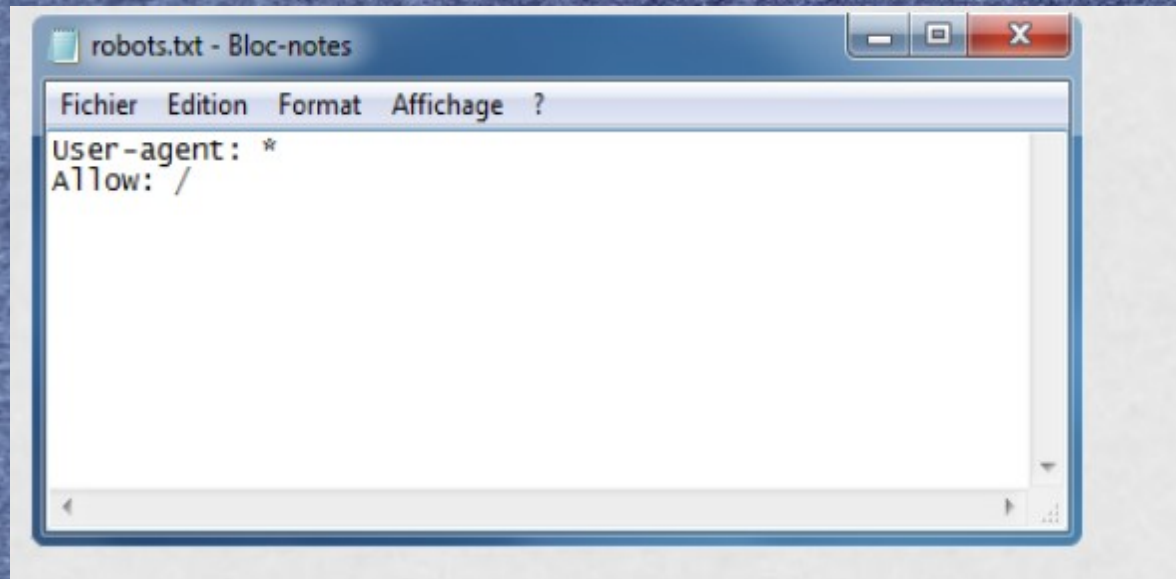 robots.txt - Bloc-notes
Fichier Edition Format Affichage ?
User-agent: *
Allow: /